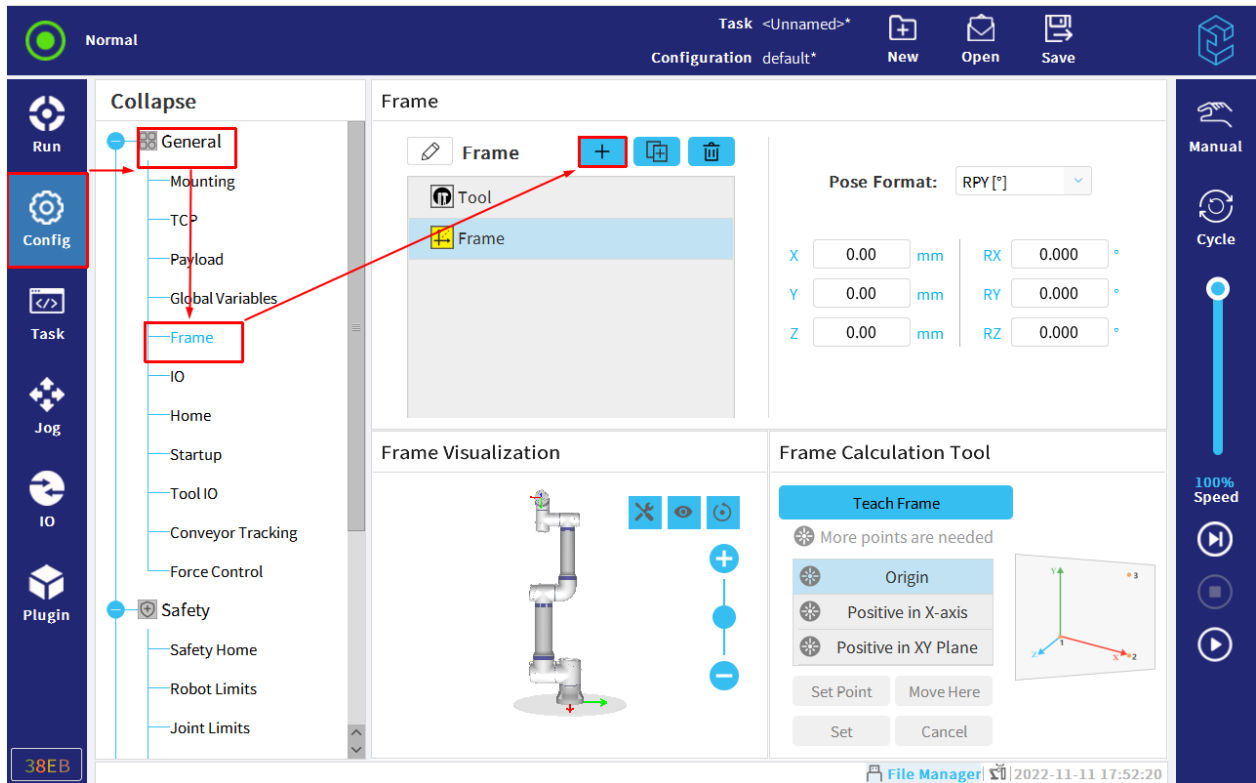 Normal
Task <Unnamed>*
Configuration default*
New
Open
Save
Run
Config
Task
Jog
IO
Plugin
38EB
Collapse
General
Mounting
TCP
Payload
Global Variables
Frame
IO
Home
Startup
Tool IO
Conveyor Tracking
Force Control
Safety
Safety Home
Robot Limits
Joint Limits
Frame
Frame
Tool
Frame
Pose Format: RPY [°]
X 0.00 mm RX 0.000 °
Y 0.00 mm RY 0.000 °
Z 0.00 mm RZ 0.000 °
Frame Visualization
Frame Calculation Tool
Teach Frame
More points are needed
Origin
Positive in X-axis
Positive in XY Plane
Set Point Move Here
Set Cancel
Y
3
1
Z
X
2
Manual
Cycle
100%
Speed
File Manager 2022-11-11 17:52:20